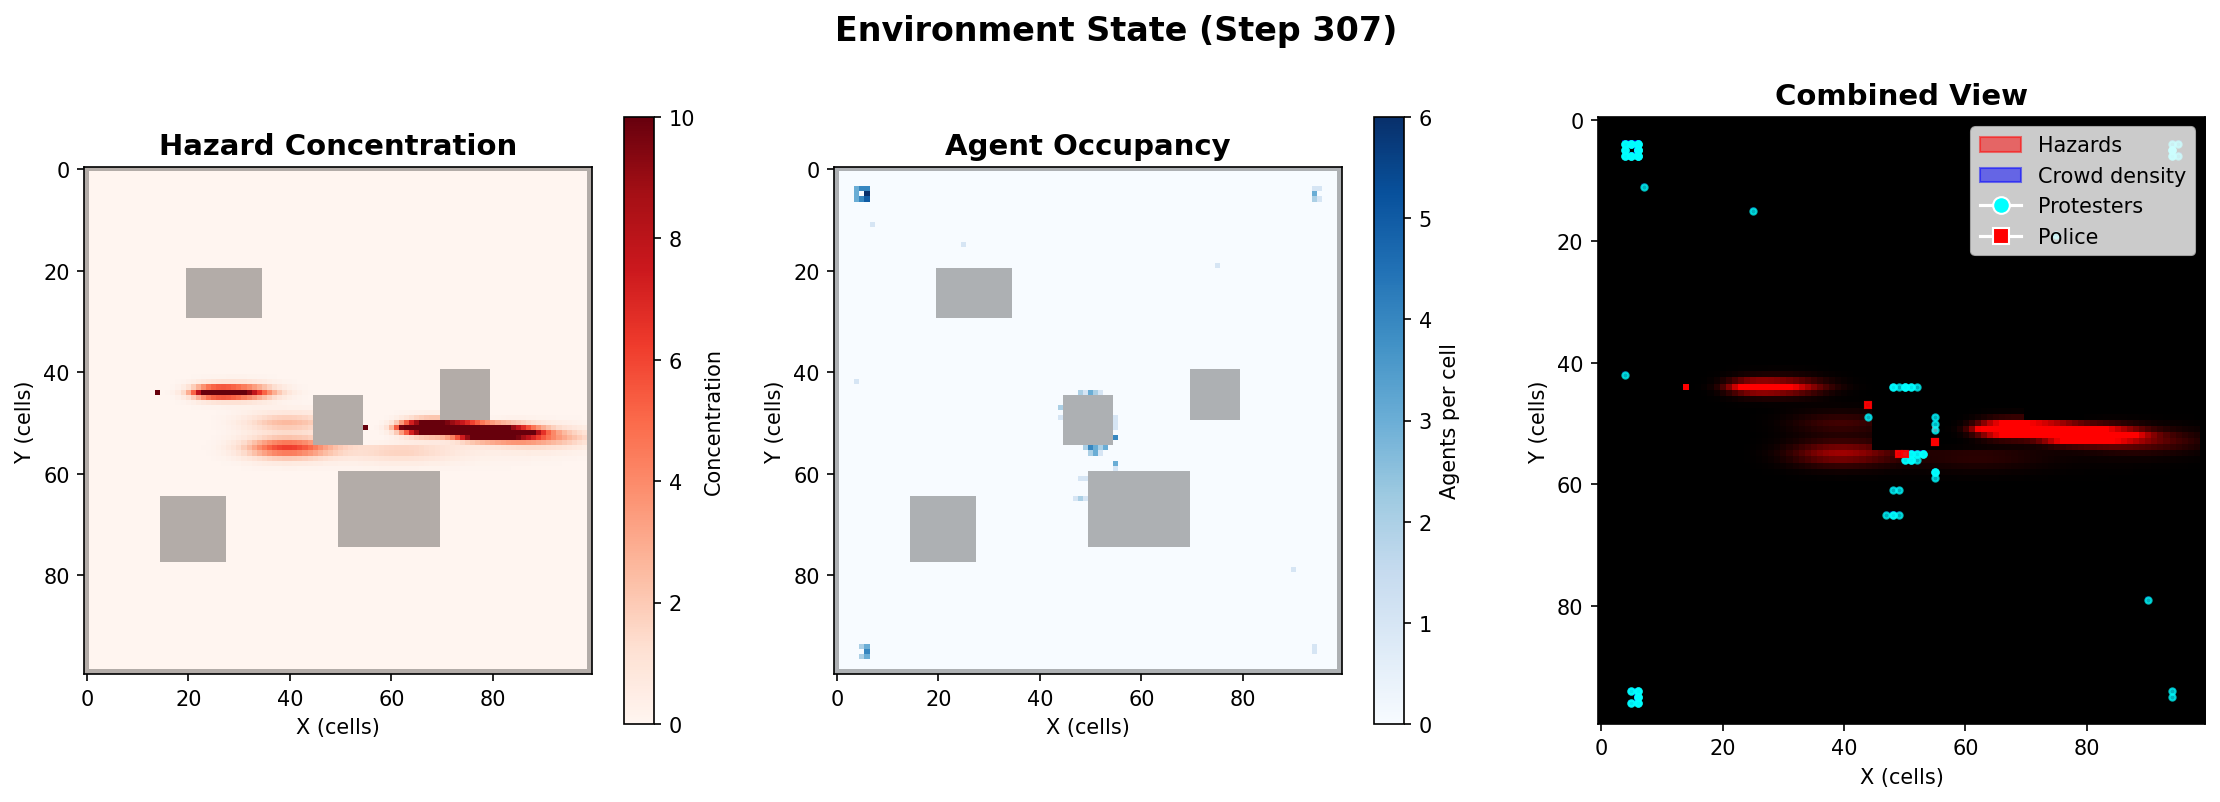 Environment State (Step 307)
Hazard Concentration
0
20
40
60
80
Y (cells)
0
20
40
60
80
X (cells)
10
8
6
4
2
0
Concentration
Agent Occupancy
0
20
40
60
80
Y (cells)
0
20
40
60
80
X (cells)
6
5
4
3
2
1
0
Agents per cell
Combined View
0
20
40
60
80
Y (cells)
0
20
40
60
80
X (cells)
Hazards
Crowd density
Protesters
Police